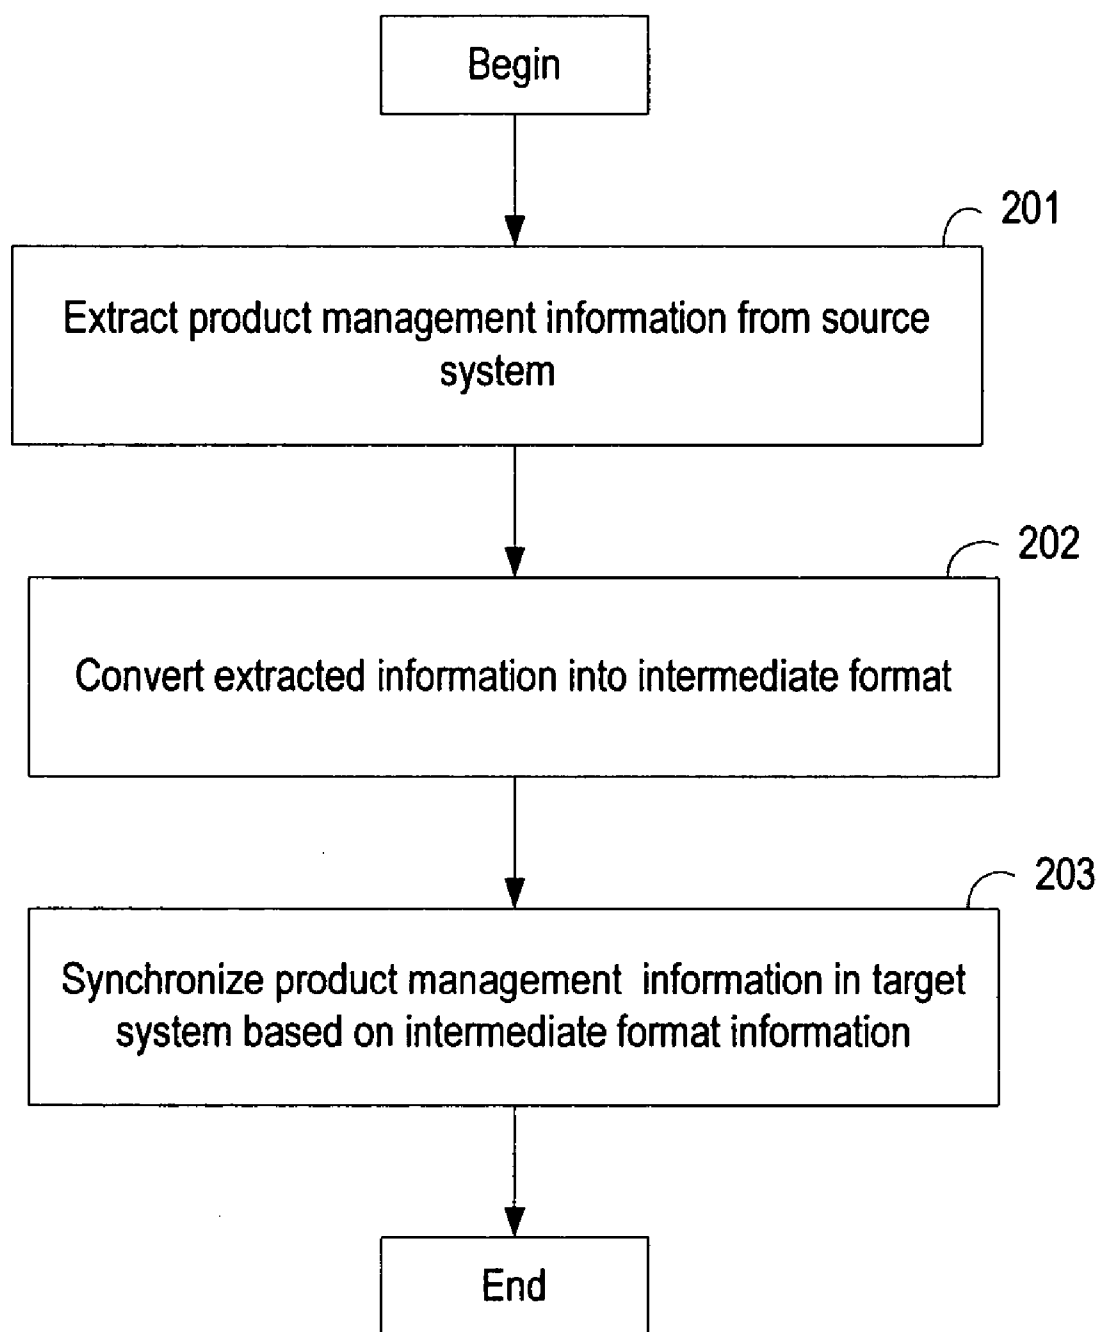 Begin
201
Extract product management information from source
system
202
Convert extracted information into intermediate format
203
Synchronize product management information in target
system based on intermediate format information
End